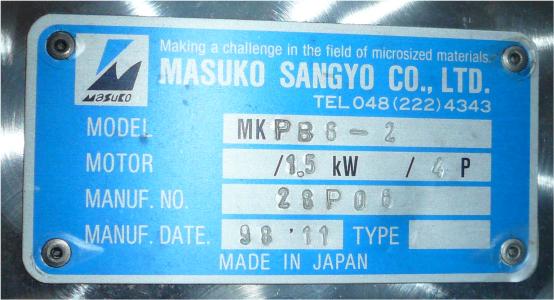 Making a challenge in the field of microsized materials.
MASUKO
MASUKO SANGYO CO., LTD.
TEL 048 (222) 4343
MODEL MKPB6-2
MOTOR /1.5 kW / 4 P
MANUF. NO. 28P06
MANUF. DATE. 98 '11 TYPE
MADE IN JAPAN